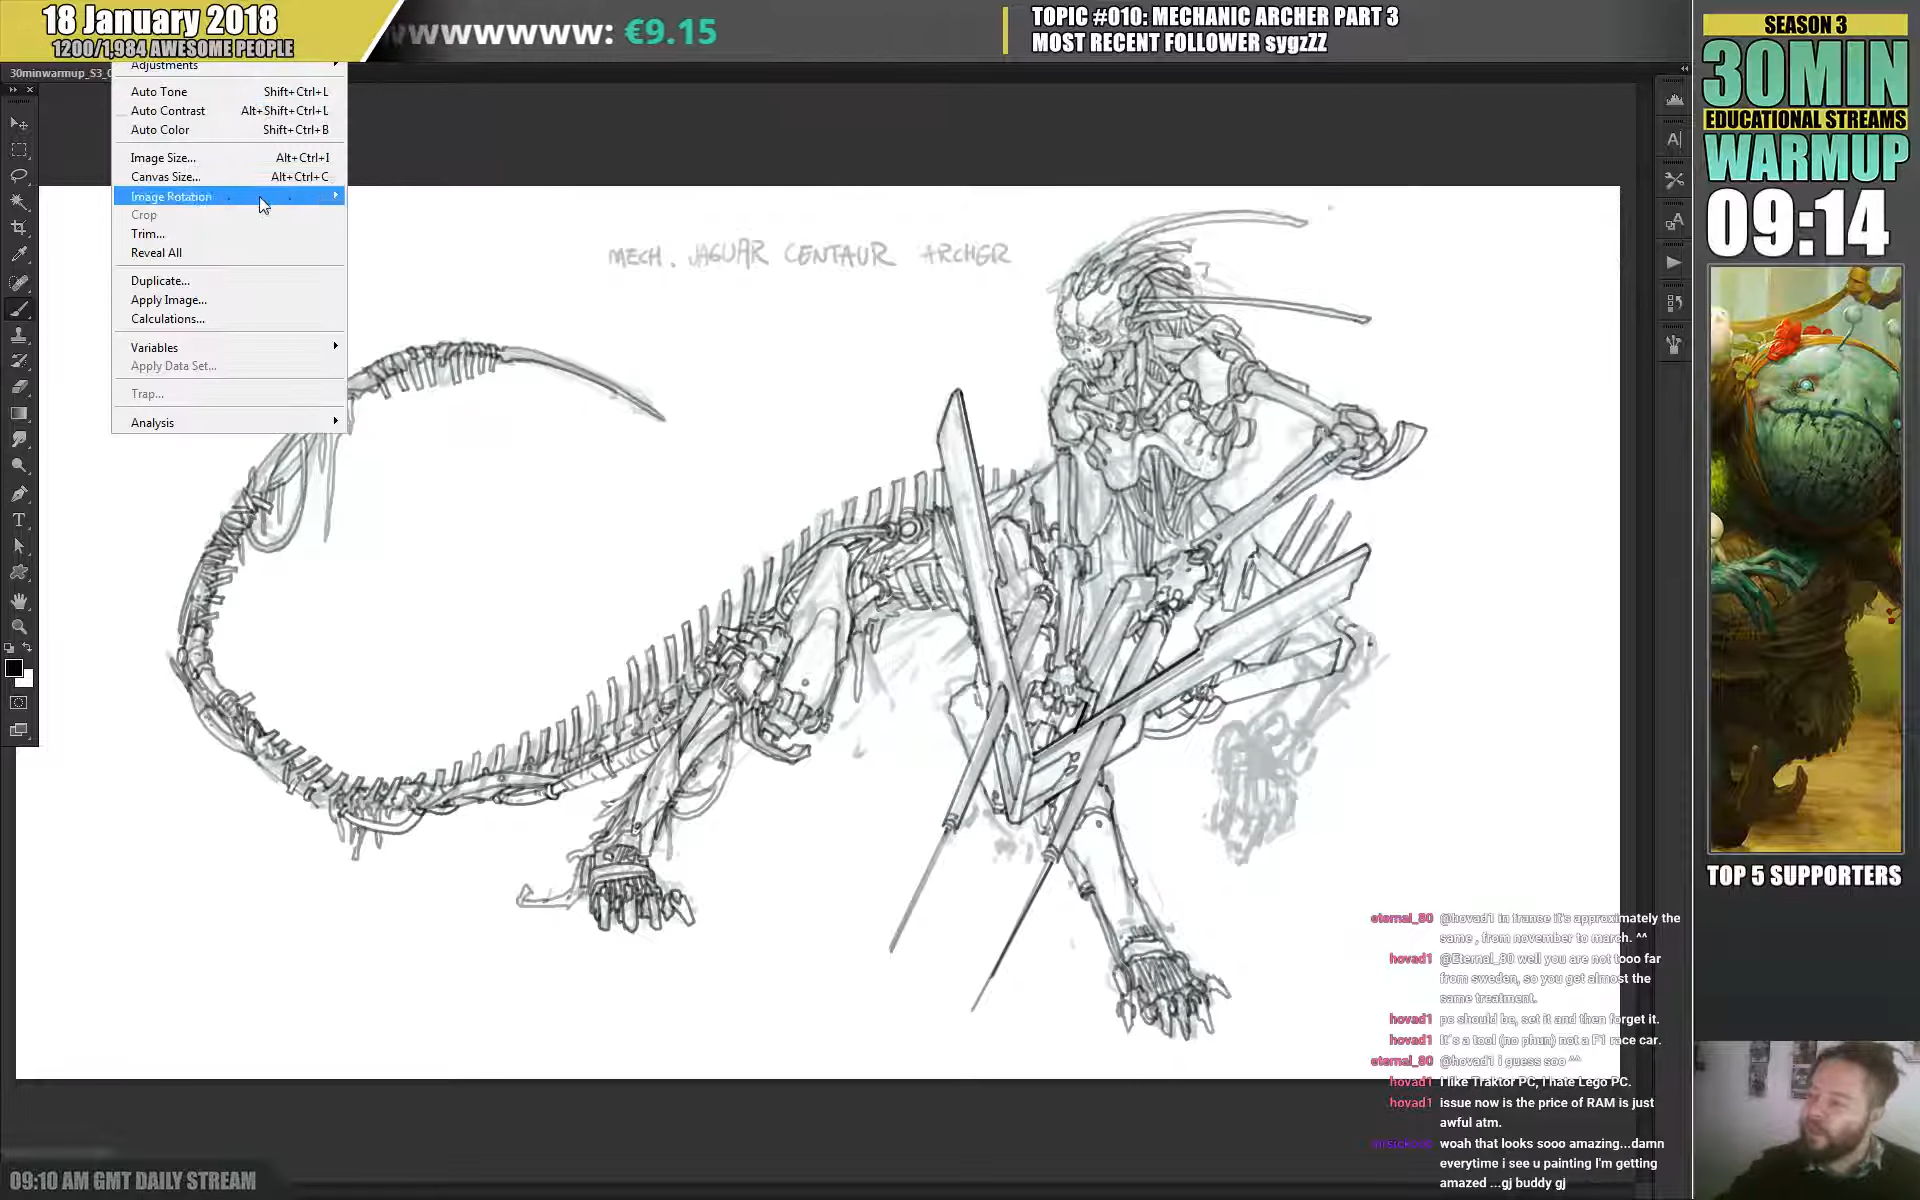 18 January 2018
1200/1,984 AWESOME PEOPLE
wwwwwww: €9.15
TOPIC #010: MECHANIC ARCHER PART 3
MOST RECENT FOLLOWER sygzZZ
SEASON 3
30MIN
EDUCATIONAL STREAMS
WARMUP
09:14
30minwarmup_S3_0
Adjustments
Auto Tone Shift+Ctrl+L
Auto Contrast Alt+Shift+Ctrl+L
Auto Color Shift+Ctrl+B
Image Size... Alt+Ctrl+I
Canvas Size... Alt+Ctrl+C
Image Rotation
Crop
Trim...
Reveal All
Duplicate...
Apply Image...
Calculations...
Variables
Apply Data Set...
Trap...
Analysis
MECH. JAGUAR CENTAUR ARCHER
TOP 5 SUPPORTERS
eternal_80 @hovad1 in france it's approximately the
same , from november to march. ^^
hovad1 @Eternal_80 well you are not tooo far
from sweden, so you get almost the
same treatment.
hovad1 pc should be, set it and then forget it.
hovad1 It's a tool (no phun) not a F1 race car.
eternal_80 @hovad1 i guess soo ^^
hovad1 I like Traktor PC, I hate Lego PC.
hovad1 issue now is the price of RAM is just
awful atm.
woah that looks sooo amazing...damn
everytime i see u painting I'm getting
amazed ...gj buddy gj
09:10 AM GMT DAILY STREAM